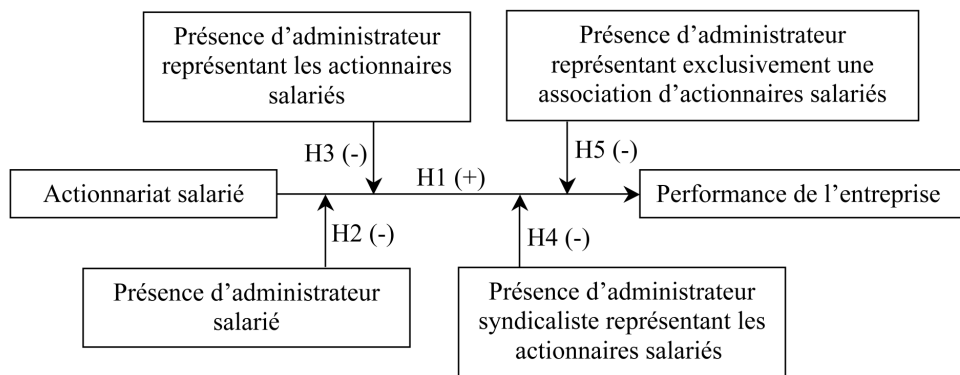 Présence d’administrateur
représentant les actionnaires
salariés
Présence d’administrateur
représentant exclusivement une
association d’actionnaires salariés
H3 (-)
H5 (-)
H1 (+)
Actionnariat salarié
Performance de l’entreprise
H2 (-)
H4 (-)
Présence d’administrateur
salarié
Présence d’administrateur
syndicaliste représentant les
actionnaires salariés